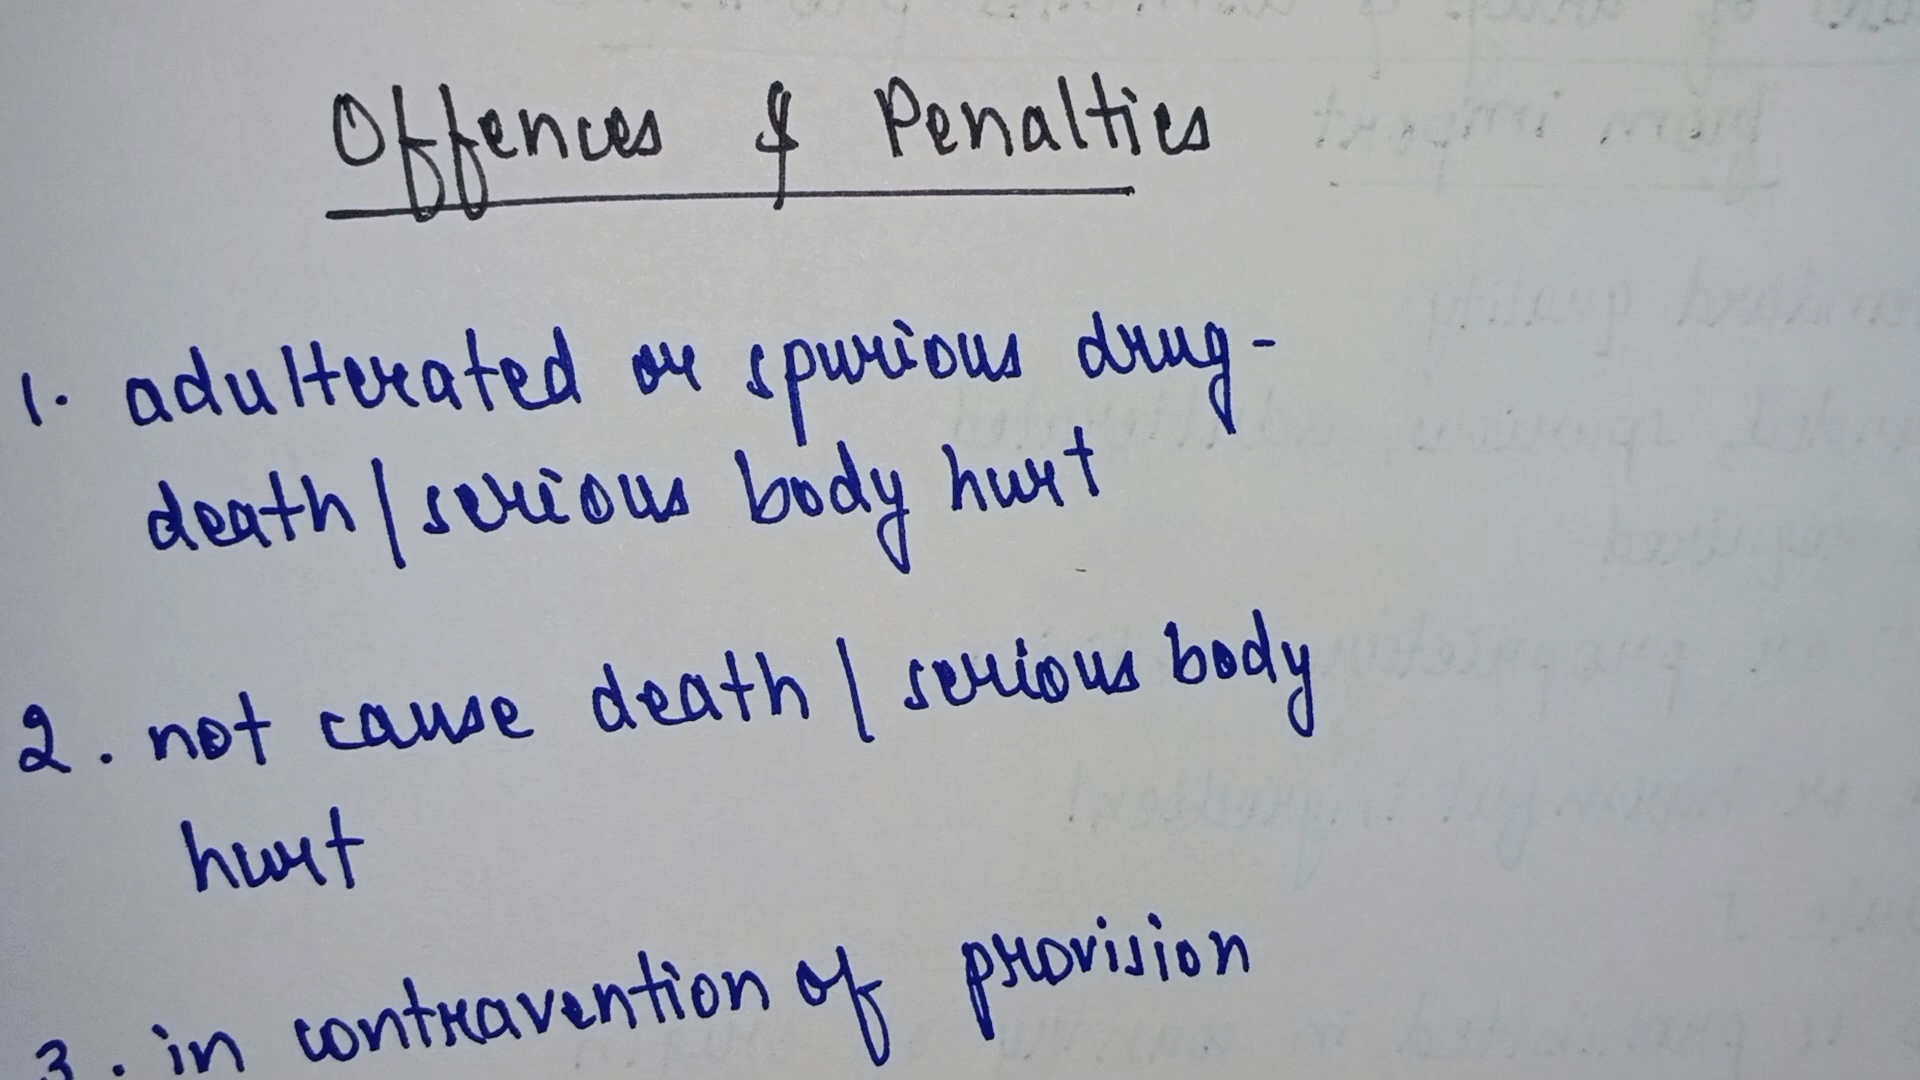 Offences & Penalties
1. adulterated or spurious drug-
death / serious body hurt
2. not cause death / serious body
hurt
3. in contravention of provision